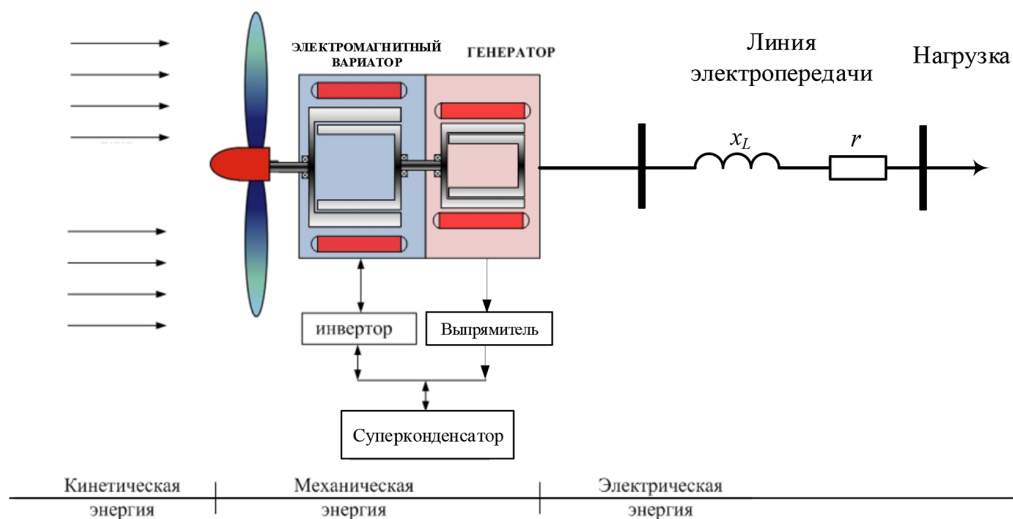 ЭЛЕКТРОМАГНИТНЫЙ
ВАРИАТОР
ГЕНЕРАТОР
Линия
электропередачи
Нагрузка
x_L
r
инвертор
Выпрямитель
Суперконденсатор
Кинетическая
энергия
Механическая
энергия
Электрическая
энергия